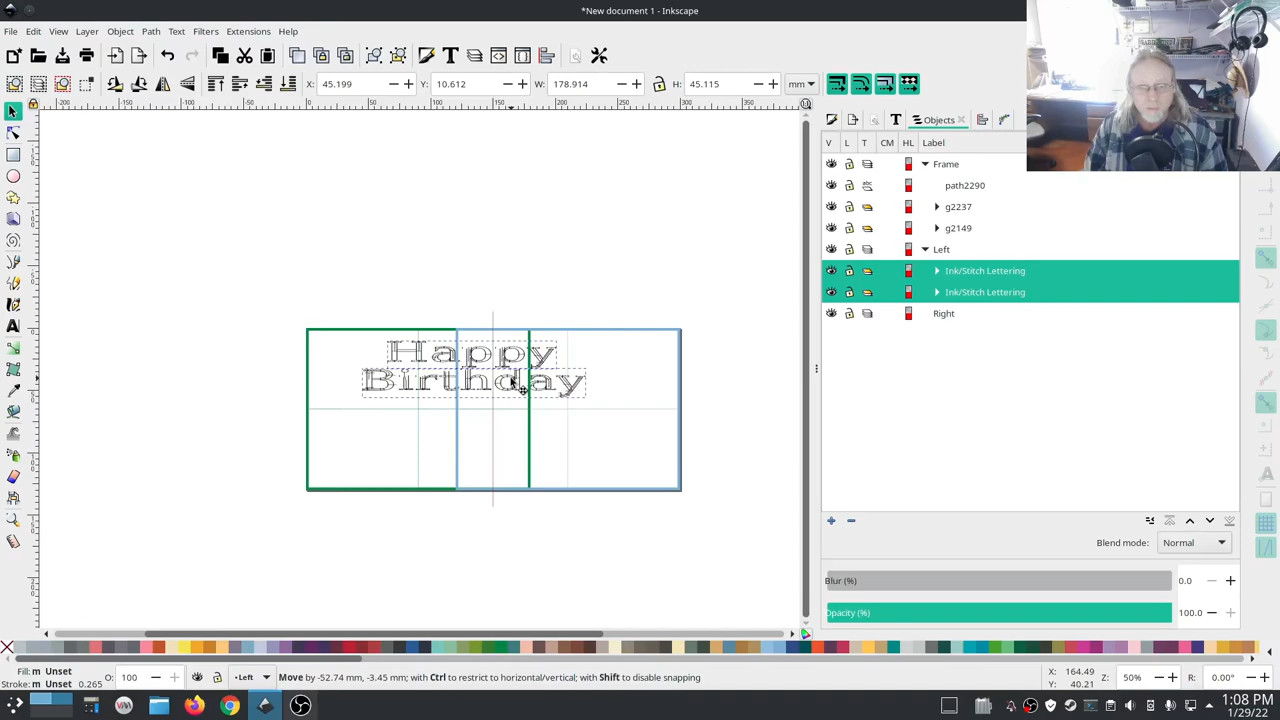 *New document 1 - Inkscape
File Edit View Layer Object Path Text Filters Extensions Help
X: 45.199 Y: 10.612 W: 178.914 H: 45.115 mm
Objects
V L T CM HL Label
Frame
path2290
g2237
g2149
Left
Ink/Stitch Lettering
Ink/Stitch Lettering
Right
Happy
Birthday
Blend mode: Normal
Blur (%) 0.0
Opacity (%) 100.0
Fill: m Unset
Stroke: m Unset 0.265
O: 100
Left
Move by -52.74 mm, -3.45 mm; with Ctrl to restrict to horizontal/vertical; with Shift to disable snapping
X: 164.49
Y: 40.21
Z: 50%
R: 0.00°
1:08 PM
1/29/22